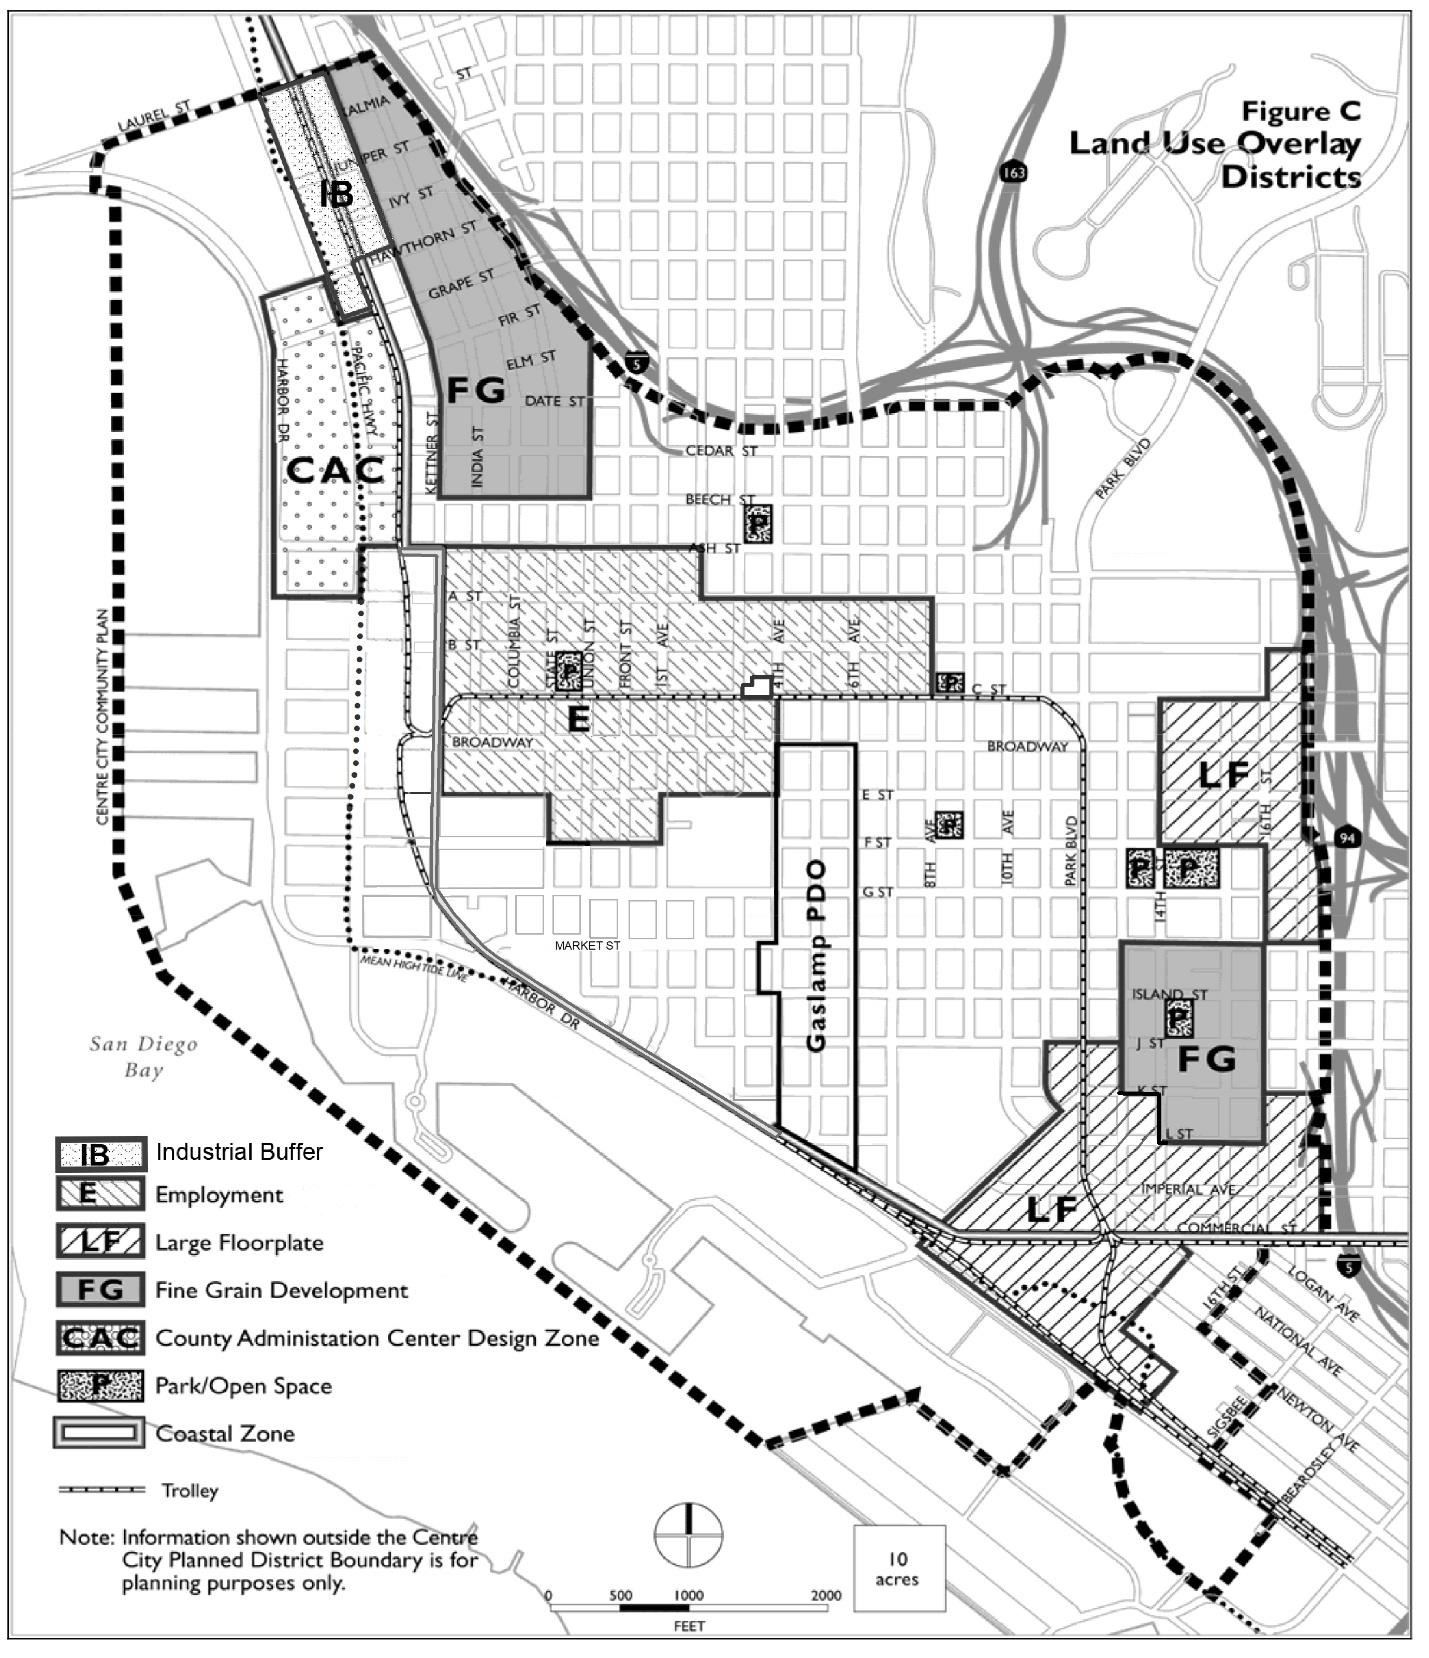 Figure C
Land Use Overlay
Districts
163
ST
LAUREL ST
KALMIA
JUNIPER ST
IB
IVY ST
HAWTHORN ST
GRAPE ST
FIR ST
ELM ST
5
FG
DATE ST
HARBOR DR
PACIFIC HWY
CAC
KETTNER ST
INDIA ST
CEDAR ST
PARK BLVD
BEECH ST
P
ASH ST
A ST
B ST
COLUMBIA ST
STATE ST
P
UNION ST
FRONT ST
1ST AVE
4TH AVE
6TH AVE
P
C ST
E
BROADWAY
BROADWAY
CENTRE CITY COMMUNITY PLAN
LF
16TH ST
E ST
F ST
G ST
8TH AVE
P
10TH AVE
PARK BLVD
94
P
14TH ST
P
Gaslamp PDO
MARKET ST
MEAN HIGH TIDE LINE
HARBOR DR
ISLAND ST
P
J ST
FG
K ST
L ST
San Diego
Bay
LF
IMPERIAL AVE
COMMERCIAL ST
5
16TH ST
LOGAN AVE
NATIONAL AVE
NEWTON AVE
SIGSBEE
BEARDSLEY
IB Industrial Buffer
E Employment
LF Large Floorplate
FG Fine Grain Development
CAC County Administation Center Design Zone
P Park/Open Space
Coastal Zone
Trolley
Note: Information shown outside the Centre
City Planned District Boundary is for
planning purposes only.
0 500 1000 2000
FEET
10
acres